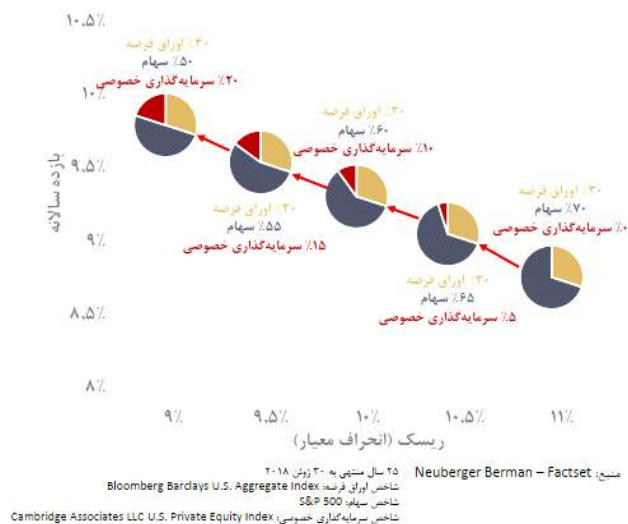 ۱۰.۵٪
۱۰٪
۹.۵٪
۹٪
۸.۵٪
۸٪
بازده سالانه
۳۰٪ اوراق قرضه
۵۰٪ سهام
۲۰٪ سرمایه‌گذاری خصوصی
۳۰٪ اوراق قرضه
۵۵٪ سهام
۱۵٪ سرمایه‌گذاری خصوصی
۳۰٪ اوراق قرضه
۶۰٪ سهام
۱۰٪ سرمایه‌گذاری خصوصی
۳۰٪ اوراق قرضه
۶۵٪ سهام
۵٪ سرمایه‌گذاری خصوصی
۳۰٪ اوراق قرضه
۷۰٪ سهام
۰٪ سرمایه‌گذاری خصوصی
۹٪ ۹.۵٪ ۱۰٪ ۱۰.۵٪ ۱۱٪
ریسک (انحراف معیار)
منبع: Neuberger Berman – Factset
۲۵ سال منتهی به ۳۰ ژوئن ۲۰۱۸
شاخص اوراق قرضه: Bloomberg Barclays U.S. Aggregate Index
شاخص سهام: S&P 500
شاخص سرمایه‌گذاری خصوصی: Cambridge Associates LLC U.S. Private Equity Index